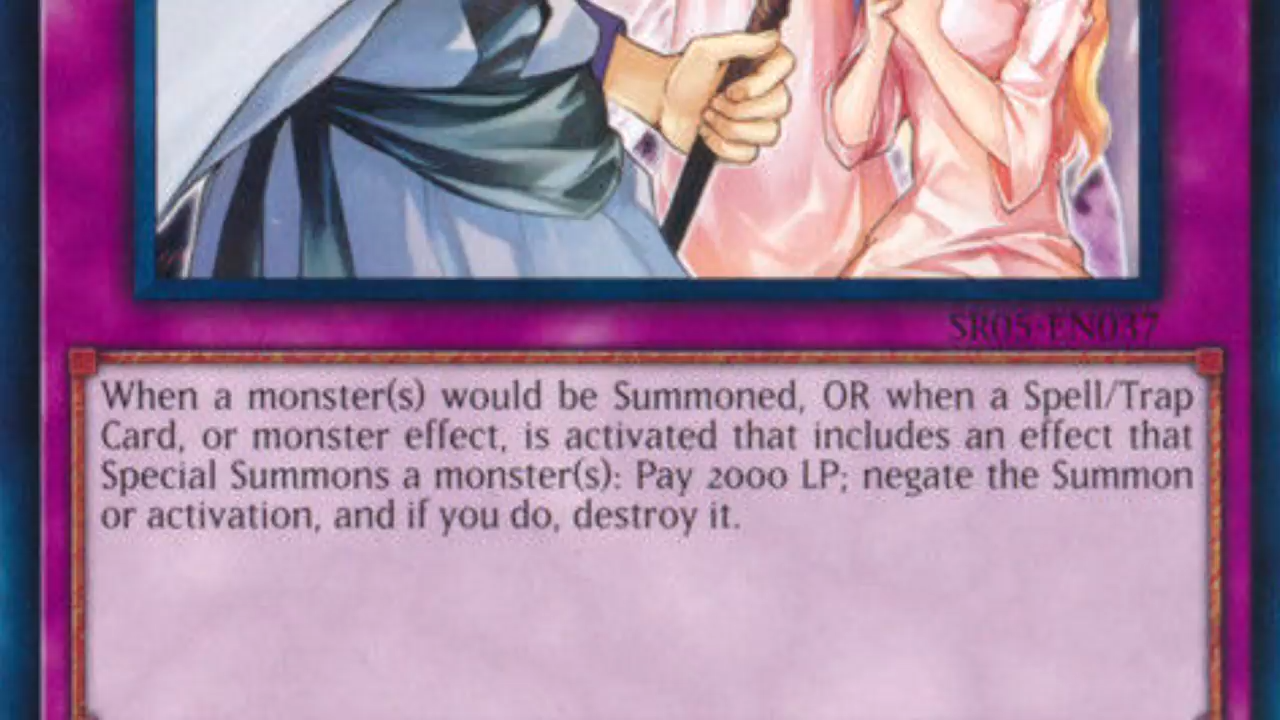 SR05-EN037
When a monster(s) would be Summoned, OR when a Spell/Trap
Card, or monster effect, is activated that includes an effect that
Special Summons a monster(s): Pay 2000 LP; negate the Summon
or activation, and if you do, destroy it.